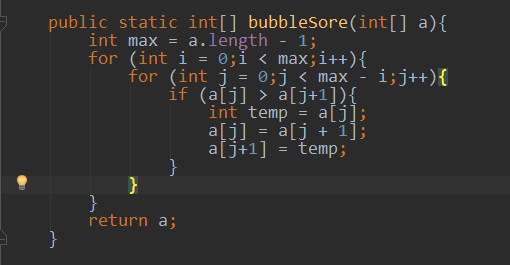 public static int[] bubbleSore(int[] a){
    int max = a.length - 1;
    for (int i = 0;i < max;i++){
        for (int j = 0;j < max - i;j++){
            if (a[j] > a[j+1]){
                int temp = a[j];
                a[j] = a[j + 1];
                a[j+1] = temp;
            }
        }
    }
    return a;
}